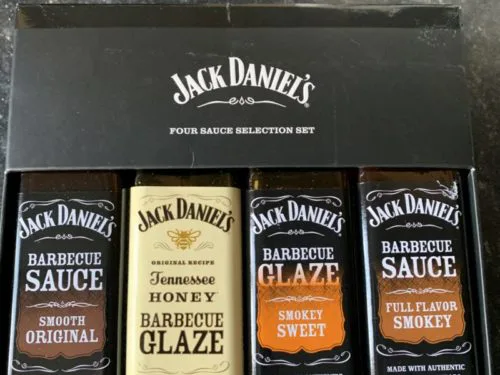 JACK DANIEL'S
FOUR SAUCE SELECTION SET
JACK DANIEL'S
BARBECUE
SAUCE
SMOOTH
ORIGINAL
JACK DANIEL'S
ORIGINAL RECIPE
Tennessee
HONEY
BARBECUE
GLAZE
JACK DANIEL'S
BARBECUE
GLAZE
SMOKEY
SWEET
JACK DANIEL'S
BARBECUE
SAUCE
FULL FLAVOR
SMOKEY
MADE WITH AUTHENTIC